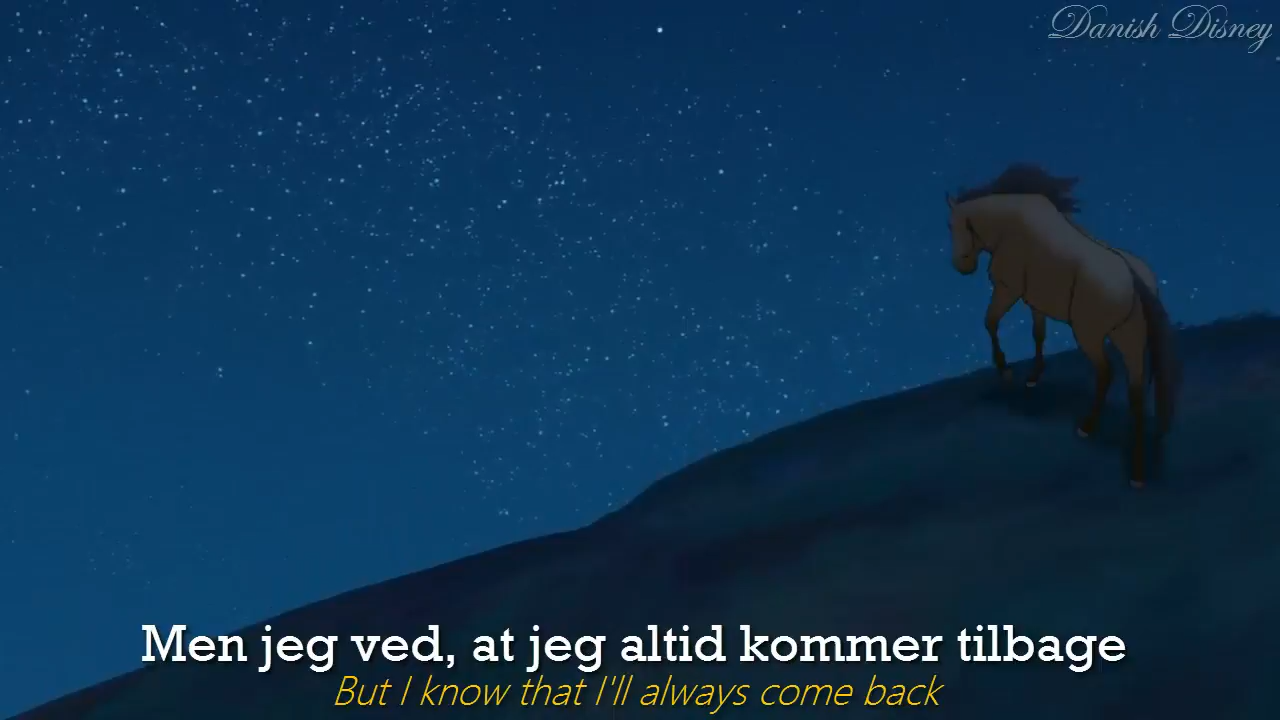 Danish Disney
Men jeg ved, at jeg altid kommer tilbage
But I know that I'll always come back